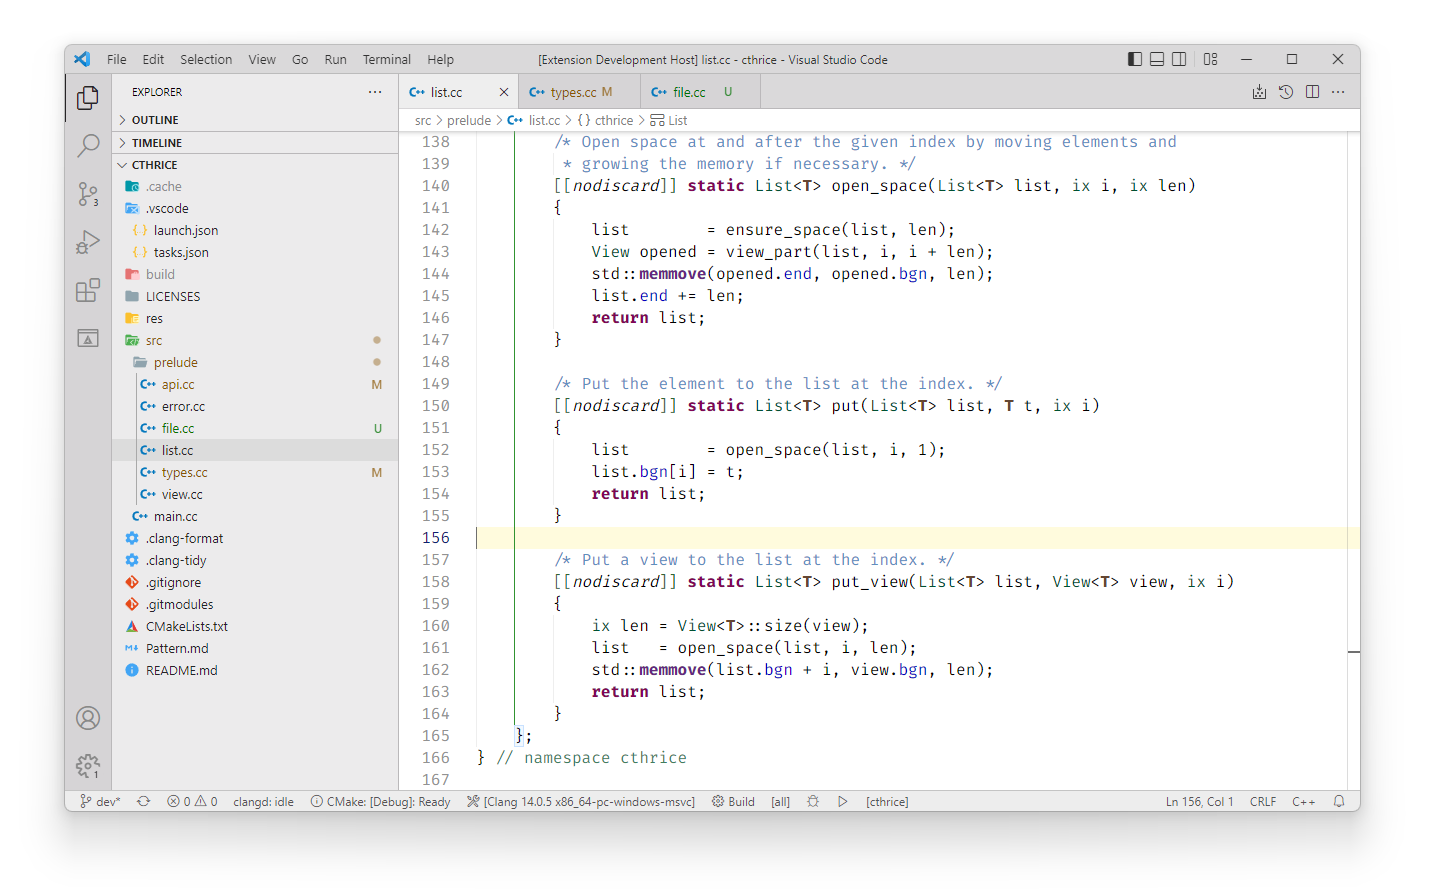 File Edit Selection View Go Run Terminal Help [Extension Development Host] list.cc - cthrice - Visual Studio Code
EXPLORER
OUTLINE
TIMELINE
CTHRICE
.cache
.vscode
launch.json
tasks.json
build
LICENSES
res
src
prelude
api.cc M
error.cc
file.cc U
list.cc
types.cc M
view.cc
main.cc
.clang-format
.clang-tidy
.gitignore
.gitmodules
CMakeLists.txt
Pattern.md
README.md
3
1
list.cc types.cc M file.cc U
src > prelude > list.cc > {} cthrice > List
138 /* Open space at and after the given index by moving elements and
139 * growing the memory if necessary. */
140 [[nodiscard]] static List<T> open_space(List<T> list, ix i, ix len)
141 {
142 list = ensure_space(list, len);
143 View opened = view_part(list, i, i + len);
144 std::memmove(opened.end, opened.bgn, len);
145 list.end += len;
146 return list;
147 }
148
149 /* Put the element to the list at the index. */
150 [[nodiscard]] static List<T> put(List<T> list, T t, ix i)
151 {
152 list = open_space(list, i, 1);
153 list.bgn[i] = t;
154 return list;
155 }
156
157 /* Put a view to the list at the index. */
158 [[nodiscard]] static List<T> put_view(List<T> list, View<T> view, ix i)
159 {
160 ix len = View<T>::size(view);
161 list = open_space(list, i, len);
162 std::memmove(list.bgn + i, view.bgn, len);
163 return list;
164 }
165 };
166 } // namespace cthrice
167
dev* 0 0 clangd: idle CMake: [Debug]: Ready [Clang 14.0.5 x86_64-pc-windows-msvc] Build [all] [cthrice] Ln 156, Col 1 CRLF C++